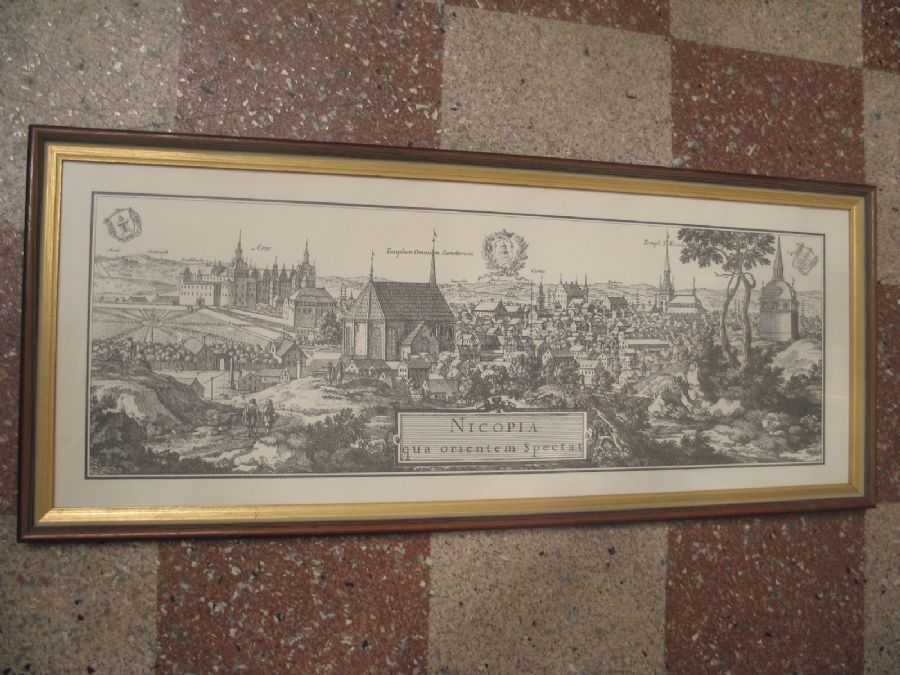 Arx
Templum Omnium Sanctorum
Curia
Templ. S. Nicolai
NICOPIA
qua orientem Spectat